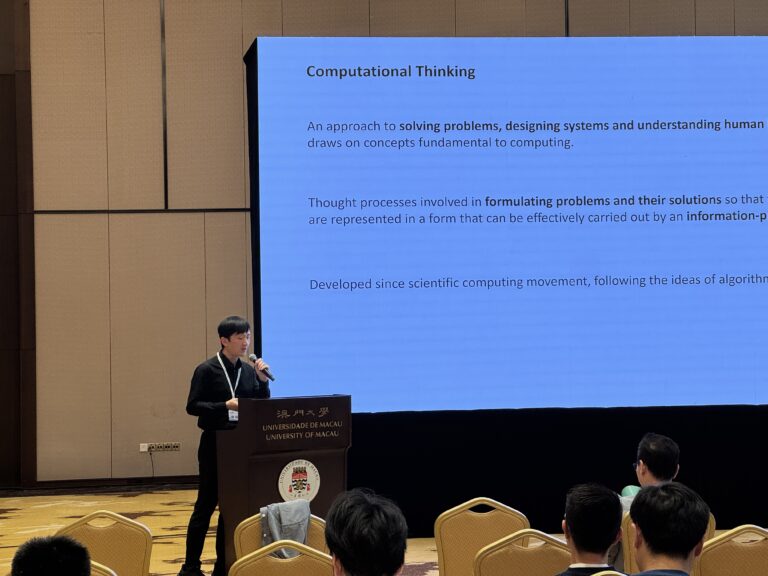 Computational Thinking
An approach to solving problems, designing systems and understanding human
draws on concepts fundamental to computing.
Thought processes involved in formulating problems and their solutions so that
are represented in a form that can be effectively carried out by an information-p
Developed since scientific computing movement, following the ideas of algorithm
澳門大學
UNIVERSIDADE DE MACAU
UNIVERSITY OF MACAU